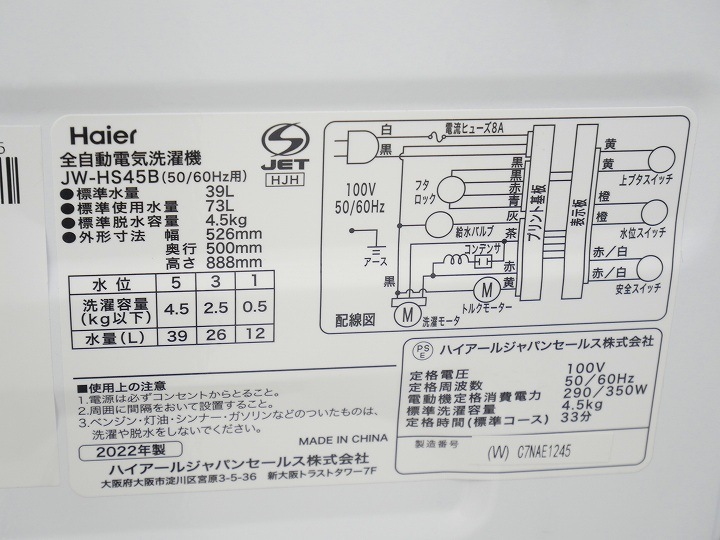 5
Haier
全自動電気洗濯機
JW-HS45B(50/60Hz用)
●標準水量 39L
●標準使用水量 73L
●標準脱水容量 4.5kg
●外形寸法 幅 526mm
奥行 500mm
高さ 888mm
S
JET
HJH
水位 5 3 1
洗濯容量(kg以下) 4.5 2.5 0.5
水量(L) 39 26 12
■使用上の注意
1.電源は必ずコンセントからとること。
2.周囲に間隔をおいて設置すること。
3.ベンジン・灯油・シンナー・ガソリンなどのついたものは、
洗濯や脱水をしないでください。
MADE IN CHINA
2022年製
ハイアールジャパンセールス株式会社
大阪府大阪市淀川区宮原3-5-36 新大阪トラストタワー7F
白
電流ヒューズ8A
黒
100V
50/60Hz
アース
フタ
ロック
黒
黒
赤
青
給水バルブ
灰
茶
コンデンサ
赤
黄
黒
M
洗濯モータ
M
トルクモーター
配線図
プリント基板
表示板
黄
黄
上ブタスイッチ
橙
橙
水位スイッチ
赤/白
赤/白
安全スイッチ
PS
E
ハイアールジャパンセールス株式会社
定格電圧 100V
定格周波数 50/60Hz
電動機定格消費電力 290/350W
標準洗濯容量 4.5kg
定格時間(標準コース) 33分
製造番号 (W) C7NAE1245